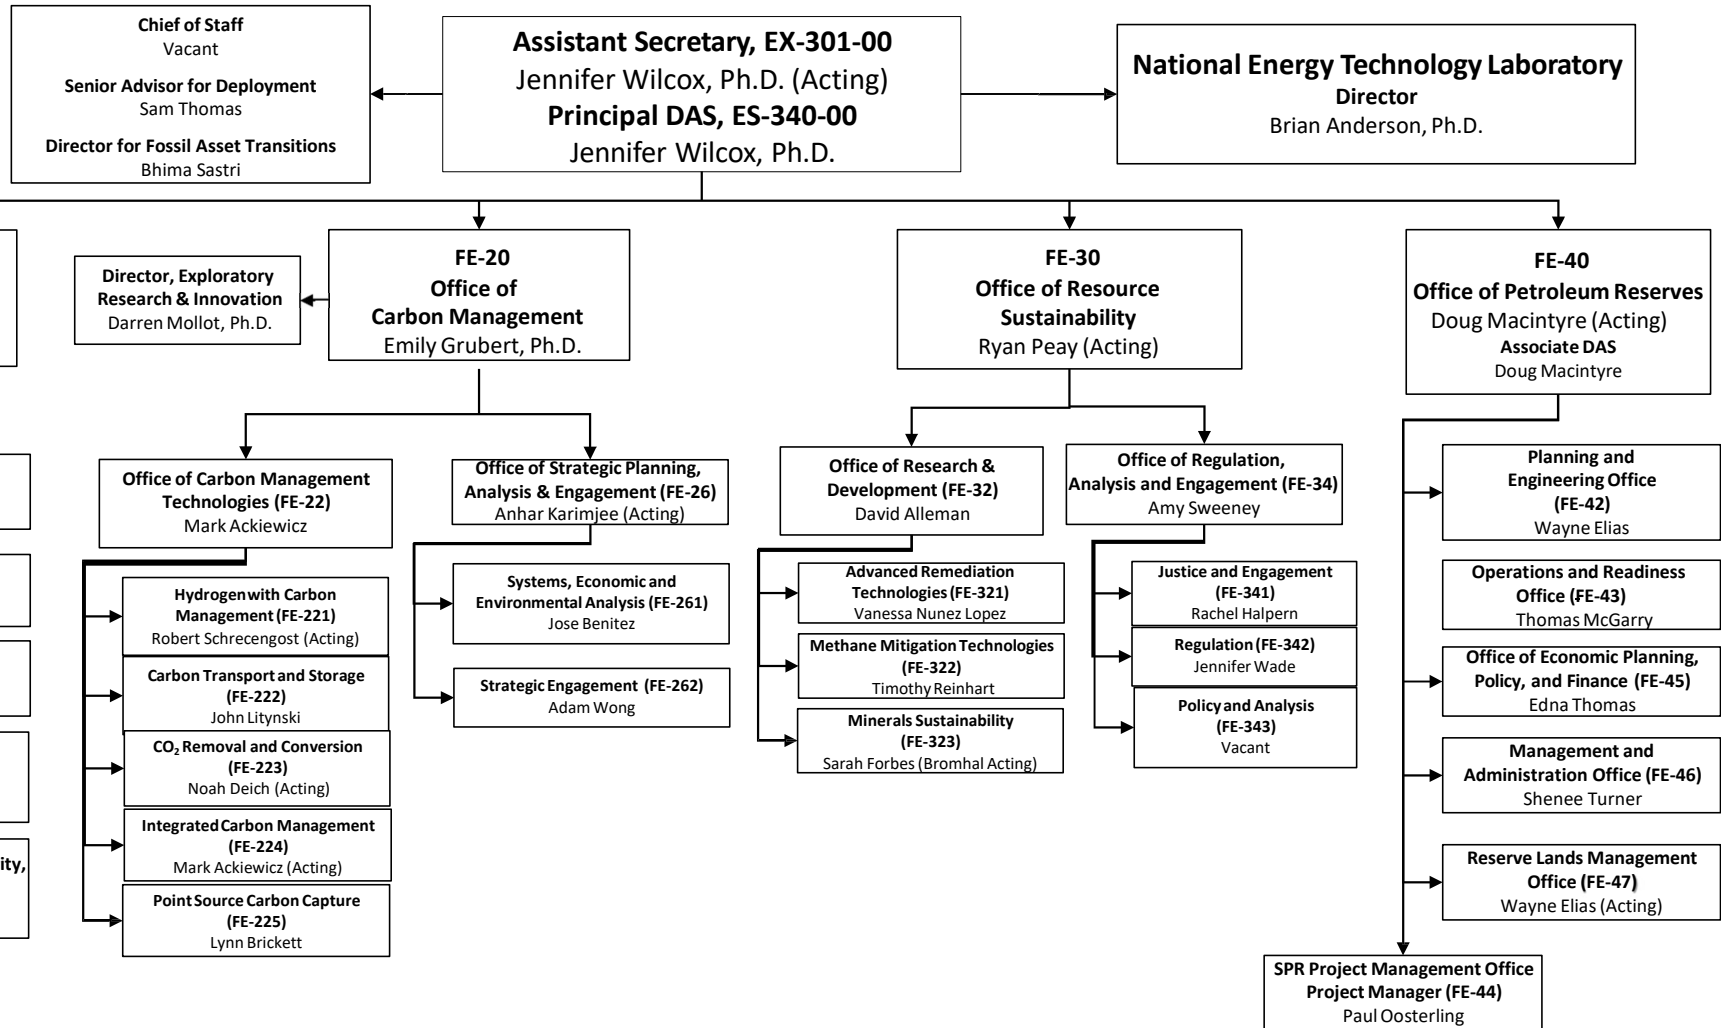 Chief of Staff
Vacant
Senior Advisor for Deployment
Sam Thomas
Director for Fossil Asset Transitions
Bhima Sastri
Assistant Secretary, EX-301-00
Jennifer Wilcox, Ph.D. (Acting)
Principal DAS, ES-340-00
Jennifer Wilcox, Ph.D.
National Energy Technology Laboratory
Director
Brian Anderson, Ph.D.
Director, Exploratory
Research & Innovation
Darren Mollot, Ph.D.
FE-20
Office of
Carbon Management
Emily Grubert, Ph.D.
FE-30
Office of Resource
Sustainability
Ryan Peay (Acting)
FE-40
Office of Petroleum Reserves
Doug Macintyre (Acting)
Associate DAS
Doug Macintyre
Office of Carbon Management
Technologies (FE-22)
Mark Ackiewicz
Hydrogen with Carbon
Management (FE-221)
Robert Schrecengost (Acting)
Carbon Transport and Storage
(FE-222)
John Litynski
CO₂ Removal and Conversion
(FE-223)
Noah Deich (Acting)
Integrated Carbon Management
(FE-224)
Mark Ackiewicz (Acting)
Point Source Carbon Capture
(FE-225)
Lynn Brickett
Office of Strategic Planning,
Analysis & Engagement (FE-26)
Anhar Karimjee (Acting)
Systems, Economic and
Environmental Analysis (FE-261)
Jose Benitez
Strategic Engagement (FE-262)
Adam Wong
Office of Research &
Development (FE-32)
David Alleman
Advanced Remediation
Technologies (FE-321)
Vanessa Nunez Lopez
Methane Mitigation Technologies
(FE-322)
Timothy Reinhart
Minerals Sustainability
(FE-323)
Sarah Forbes (Bromhal Acting)
Office of Regulation,
Analysis and Engagement (FE-34)
Amy Sweeney
Justice and Engagement
(FE-341)
Rachel Halpern
Regulation (FE-342)
Jennifer Wade
Policy and Analysis
(FE-343)
Vacant
Planning and
Engineering Office
(FE-42)
Wayne Elias
Operations and Readiness
Office (FE-43)
Thomas McGarry
Office of Economic Planning,
Policy, and Finance (FE-45)
Edna Thomas
Management and
Administration Office (FE-46)
Shenee Turner
Reserve Lands Management
Office (FE-47)
Wayne Elias (Acting)
SPR Project Management Office
Project Manager (FE-44)
Paul Oosterling
ity,